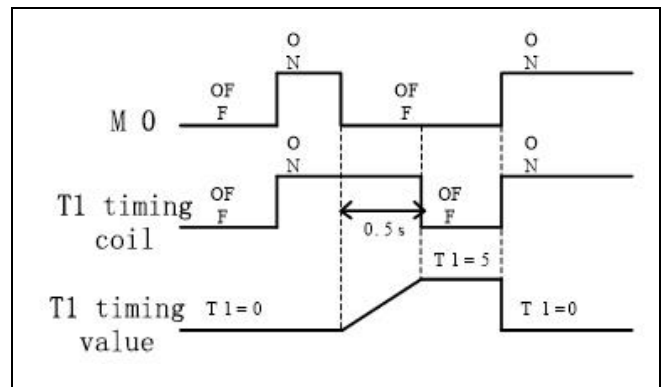 O
N
O
N
OF
F
OF
F
M 0
O
N
O
N
T1 timing
coil
OF
F
OF
F
0.5s
T1=5
T1 timing
value
T1=0
T1=0